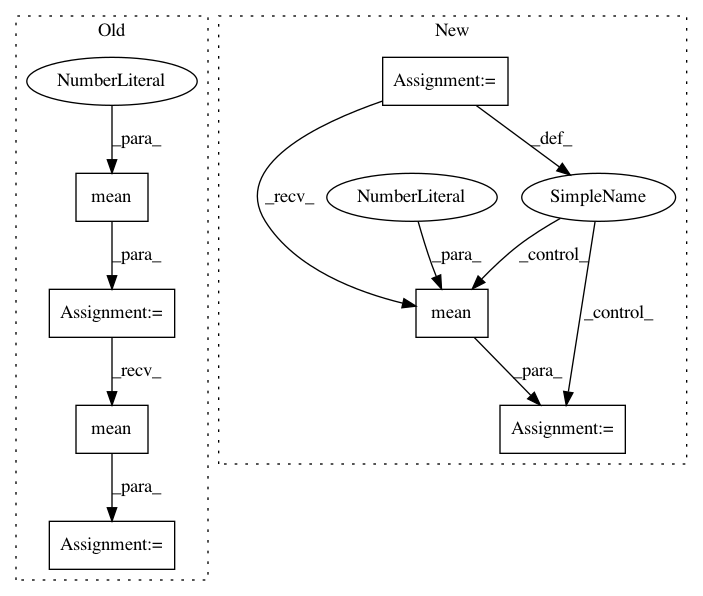 Old
NumberLiteral
_para_
mean
_para_
Assignment:=
_recv_
mean
_para_
Assignment:=
New
Assignment:=
_def_
_recv_
NumberLiteral
SimpleName
_para_
_control_
_control_
mean
_para_
Assignment:=